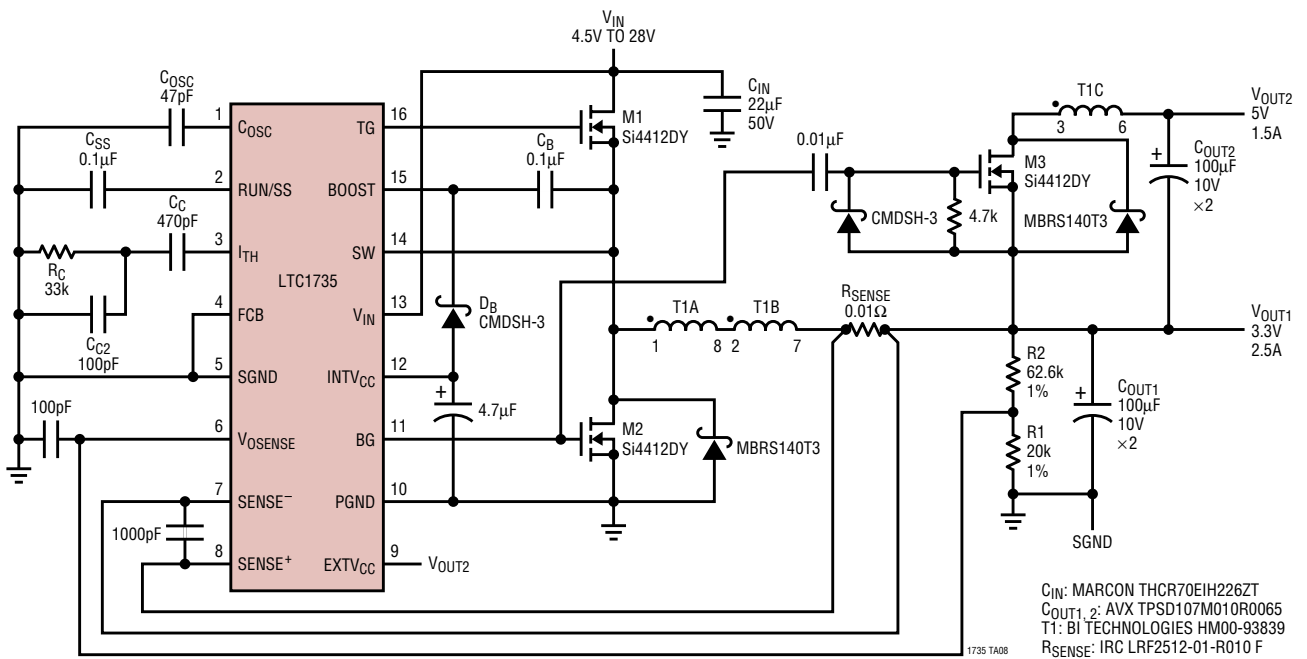 VIN
4.5V TO 28V
COSC
47pF
CSS
0.1µF
CC
470pF
RC
33k
CC2
100pF
100pF
1000pF
1
2
3
4
5
6
7
8
COSC
RUN/SS
ITH
FCB
SGND
VOSENSE
SENSE−
SENSE+
LTC1735
TG
BOOST
SW
VIN
INTVCC
BG
PGND
EXTVCC
16
15
14
13
12
11
10
9
VOUT2
CB
0.1µF
DB
CMDSH-3
+
4.7µF
M1
Si4412DY
CIN
22µF
50V
M2
Si4412DY
MBRS140T3
T1A
1
8
T1B
2
7
RSENSE
0.01Ω
0.01µF
CMDSH-3
4.7k
M3
Si4412DY
MBRS140T3
T1C
3
6
VOUT2
5V
1.5A
+
COUT2
100µF
10V
×2
VOUT1
3.3V
2.5A
R2
62.6k
1%
R1
20k
1%
+
COUT1
100µF
10V
×2
SGND
CIN: MARCON THCR70EIH226ZT
COUT1, 2: AVX TPSD107M010R0065
T1: BI TECHNOLOGIES HM00-93839
RSENSE: IRC LRF2512-01-R010 F
1735 TA08